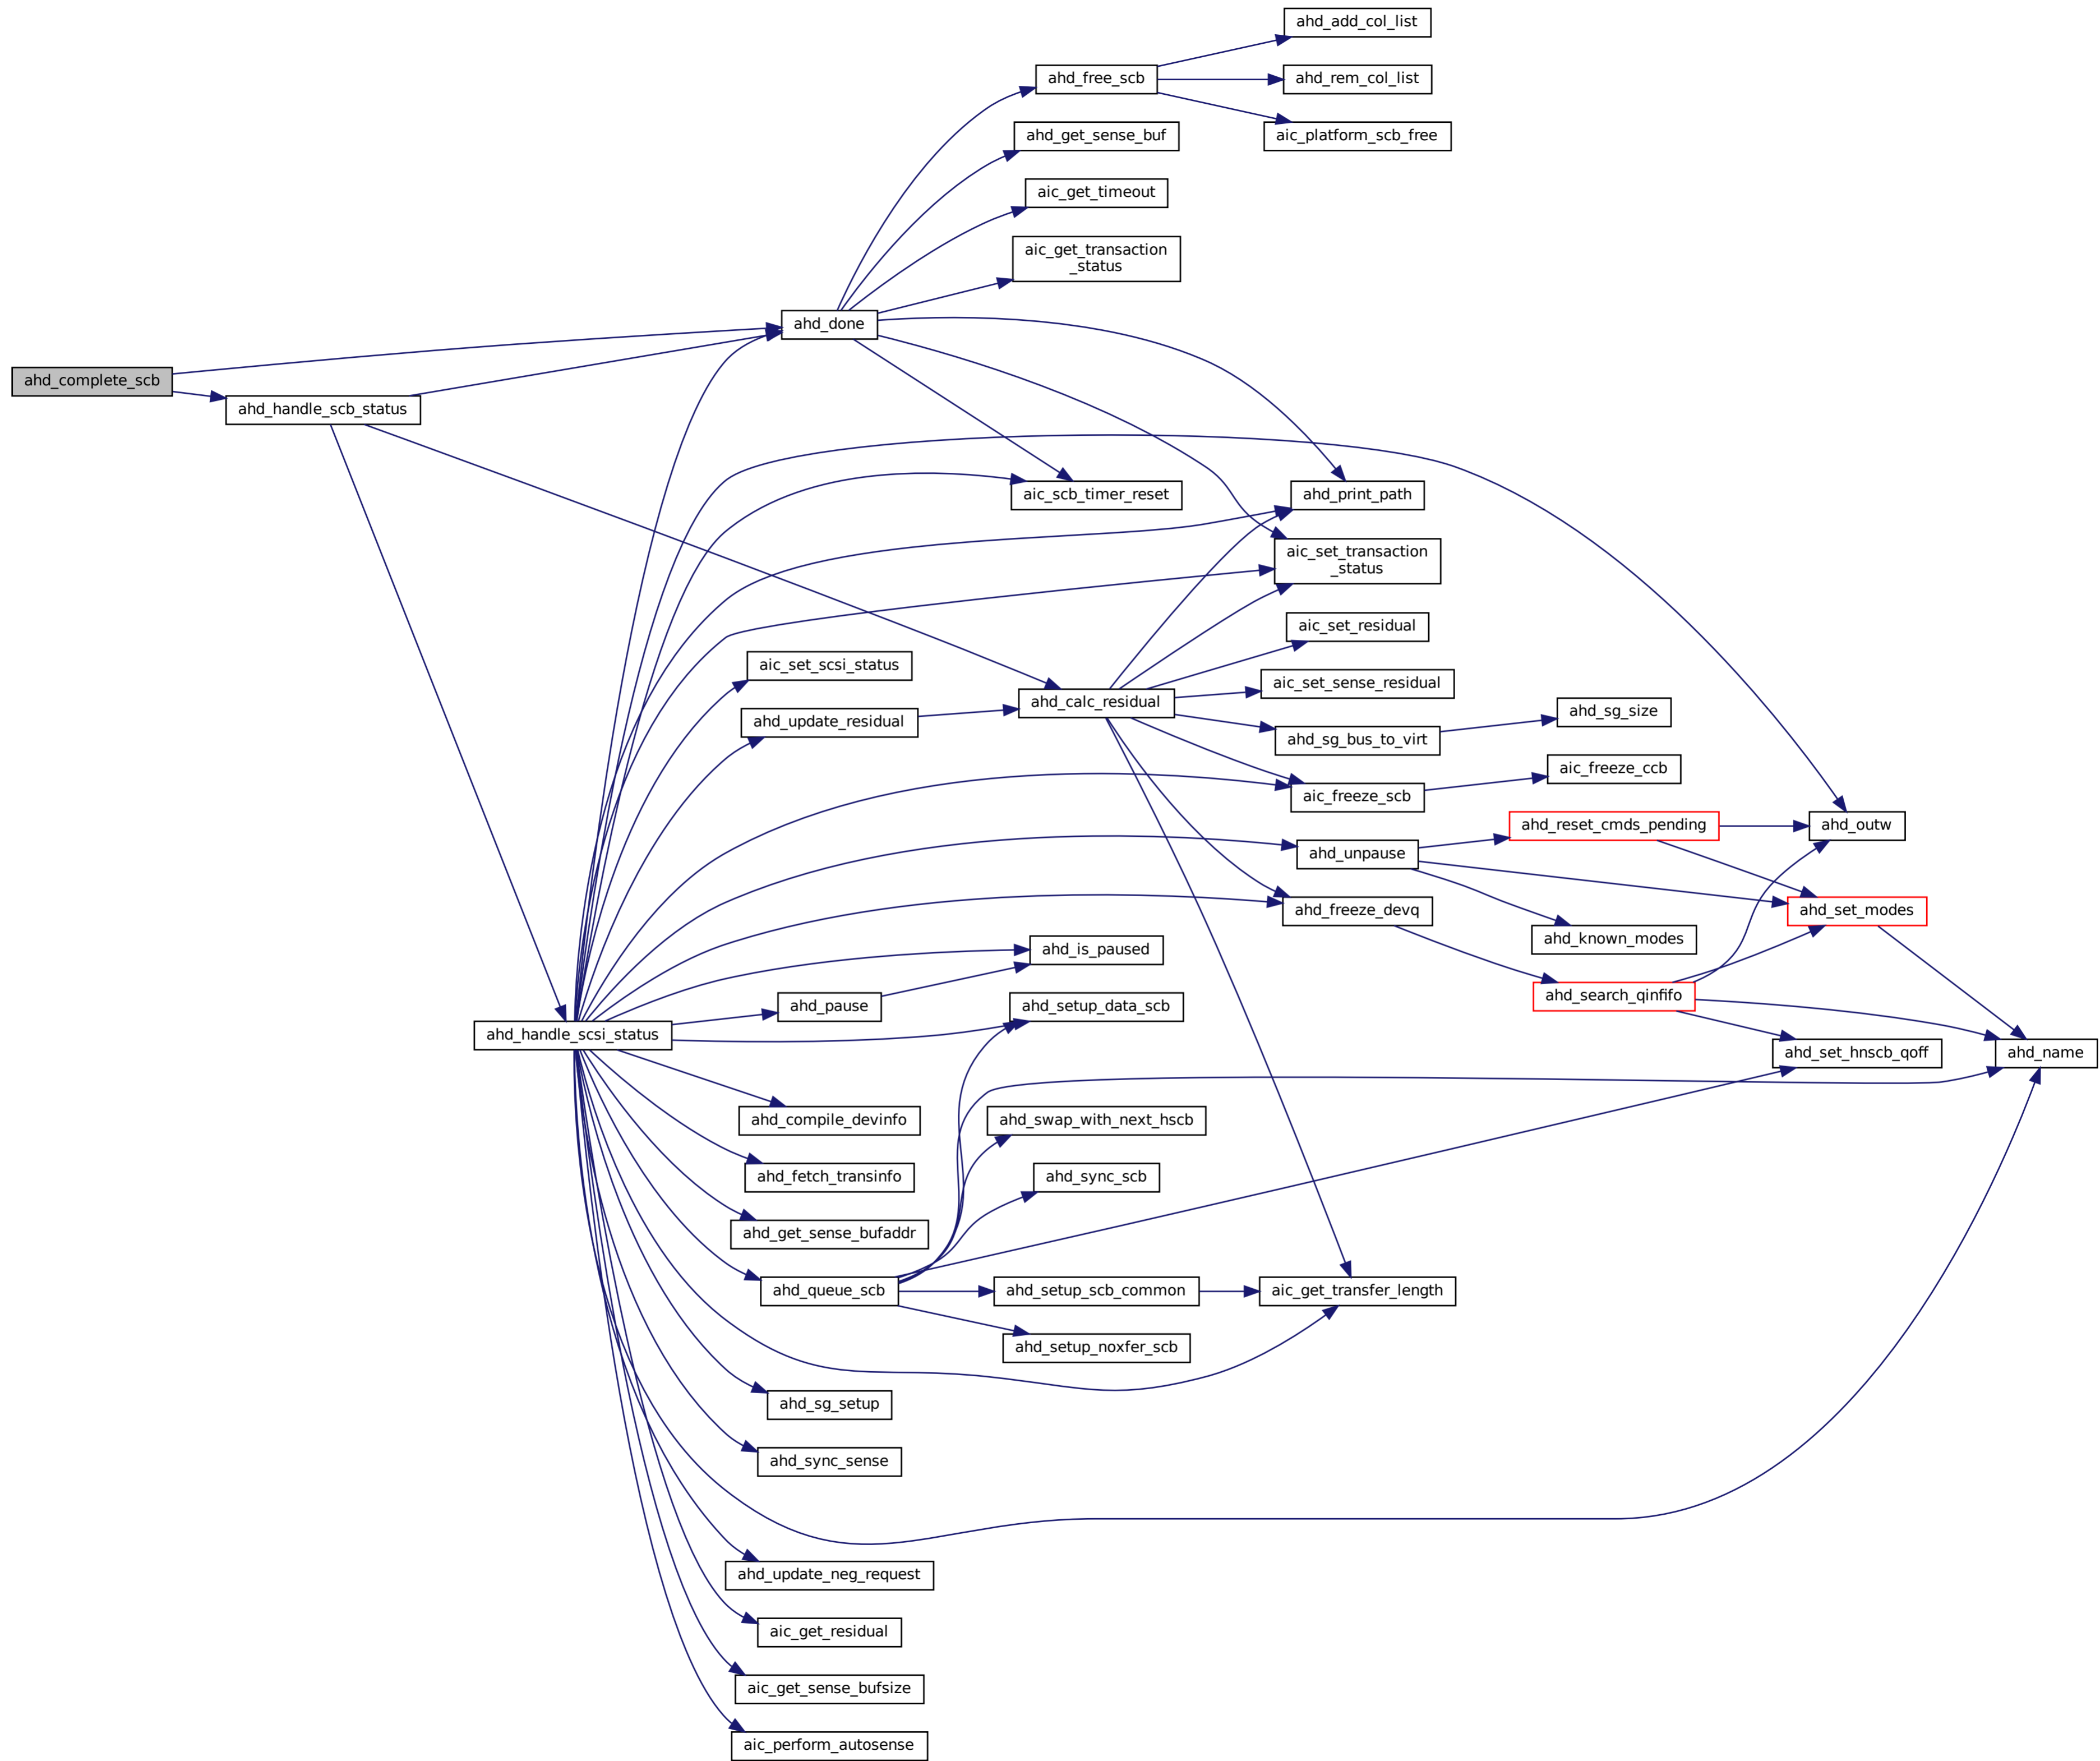 ahd_add_col_list
ahd_free_scb
ahd_rem_col_list
aic_platform_scb_free
ahd_get_sense_buf
aic_get_timeout
aic_get_transaction
_status
ahd_done
ahd_complete_scb
ahd_handle_scb_status
aic_scb_timer_reset
ahd_print_path
aic_set_transaction
_status
aic_set_residual
aic_set_scsi_status
aic_set_sense_residual
ahd_calc_residual
ahd_update_residual
ahd_sg_size
ahd_sg_bus_to_virt
aic_freeze_ccb
aic_freeze_scb
ahd_reset_cmds_pending
ahd_outw
ahd_unpause
ahd_freeze_devq
ahd_set_modes
ahd_known_modes
ahd_is_paused
ahd_search_qinfifo
ahd_pause
ahd_setup_data_scb
ahd_handle_scsi_status
ahd_set_hnscb_qoff
ahd_name
ahd_compile_devinfo
ahd_swap_with_next_hscb
ahd_fetch_transinfo
ahd_sync_scb
ahd_get_sense_bufaddr
ahd_queue_scb
ahd_setup_scb_common
aic_get_transfer_length
ahd_setup_noxfer_scb
ahd_sg_setup
ahd_sync_sense
ahd_update_neg_request
aic_get_residual
aic_get_sense_bufsize
aic_perform_autosense